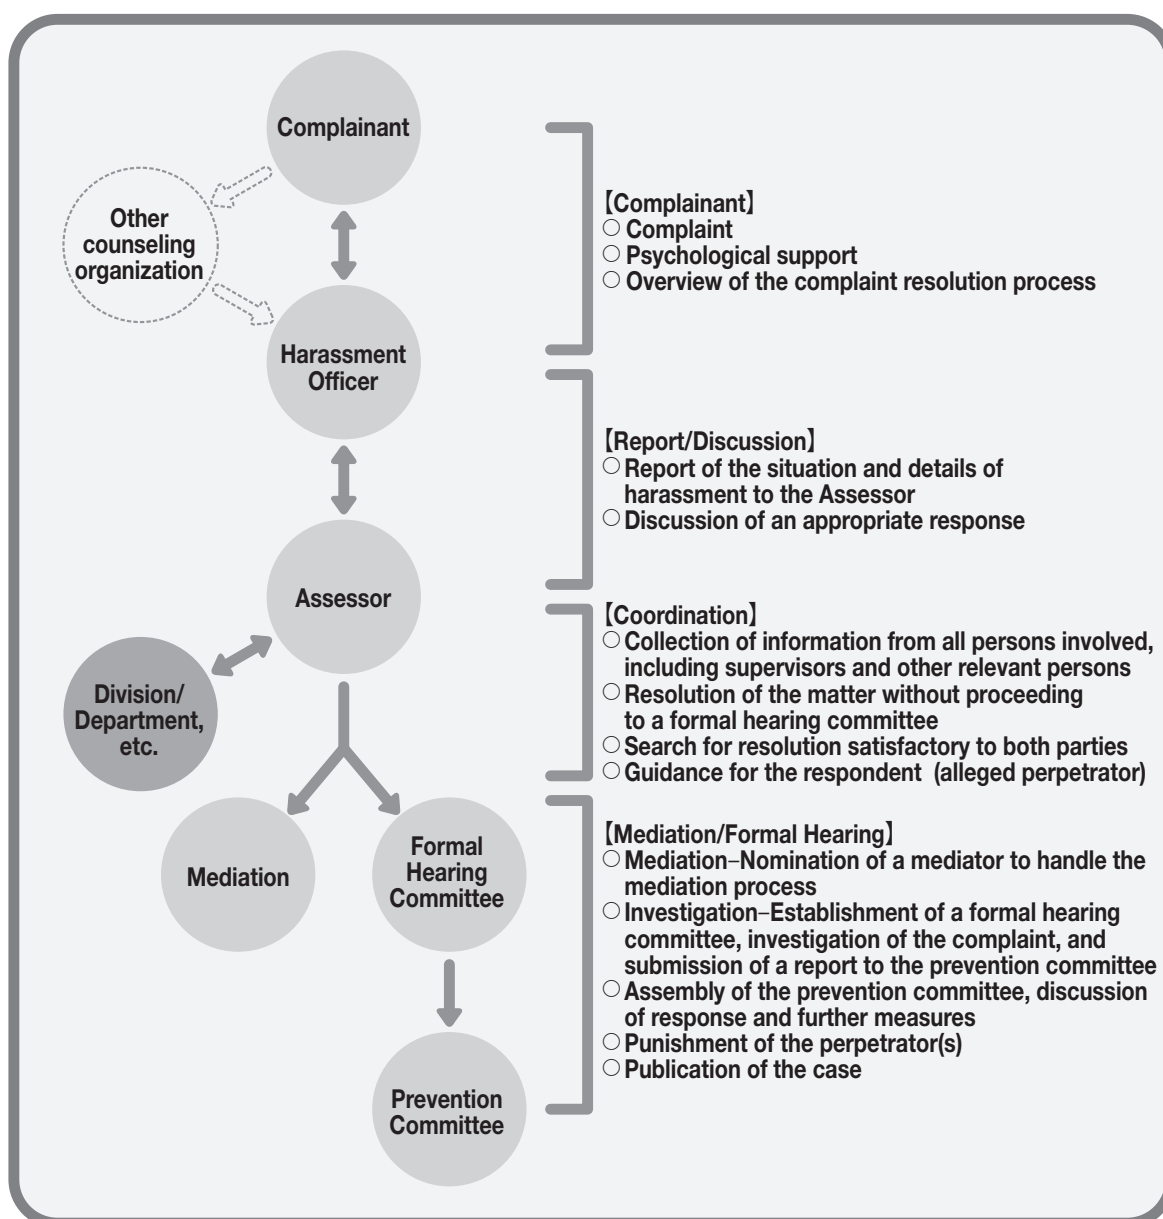 Complainant
Other
counseling
organization
Harassment
Officer
Assessor
Division/
Department,
etc.
Mediation
Formal
Hearing
Committee
Prevention
Committee
【Complainant】
○ Complaint
○ Psychological support
○ Overview of the complaint resolution process
【Report/Discussion】
○ Report of the situation and details of
harassment to the Assessor
○ Discussion of an appropriate response
【Coordination】
○ Collection of information from all persons involved,
including supervisors and other relevant persons
○ Resolution of the matter without proceeding
to a formal hearing committee
○ Search for resolution satisfactory to both parties
○ Guidance for the respondent (alleged perpetrator)
【Mediation/Formal Hearing】
○ Mediation–Nomination of a mediator to handle the
mediation process
○ Investigation–Establishment of a formal hearing
committee, investigation of the complaint, and
submission of a report to the prevention committee
○ Assembly of the prevention committee, discussion
of response and further measures
○ Punishment of the perpetrator(s)
○ Publication of the case